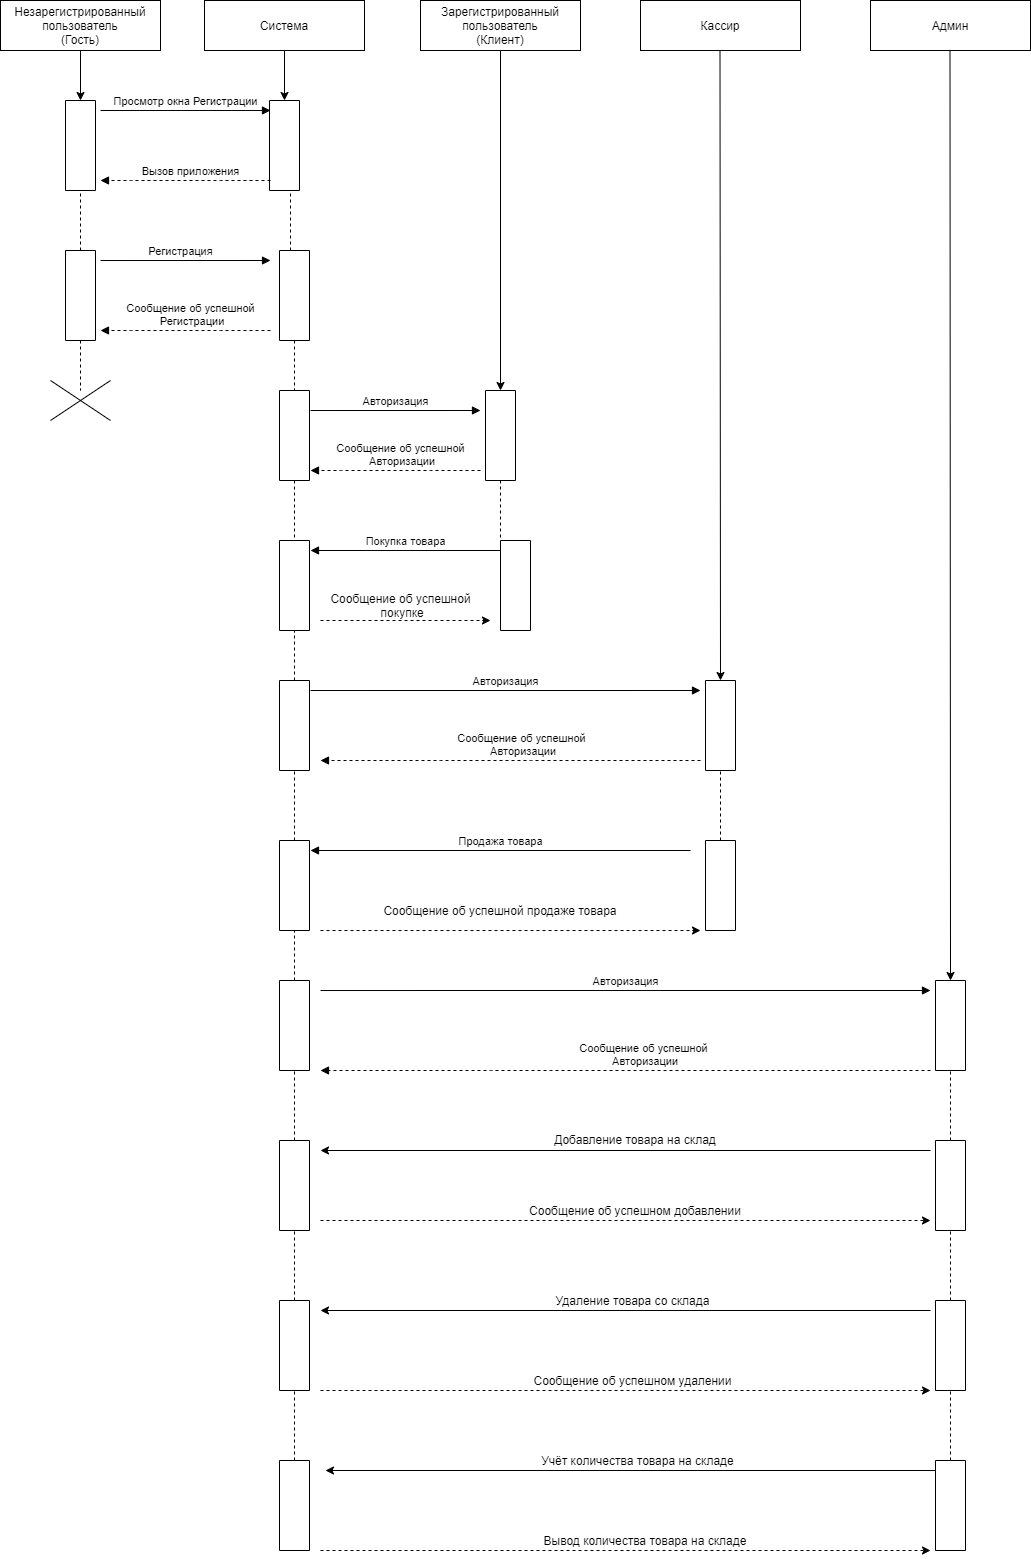 Незарегистрированный
пользователь
(Гость)
Система
Зарегистрированный
пользователь
(Клиент)
Кассир
Админ
Просмотр окна Регистрации
Вызов приложения
Регистрация
Сообщение об успешной
Регистрации
Авторизация
Сообщение об успешной
Авторизации
Покупка товара
Сообщение об успешной
покупке
Авторизация
Сообщение об успешной
Авторизации
Продажа товара
Сообщение об успешной продаже товара
Авторизация
Сообщение об успешной
Авторизации
Добавление товара на склад
Сообщение об успешном добавлении
Удаление товара со склада
Сообщение об успешном удалении
Учёт количества товара на складе
Вывод количества товара на складе